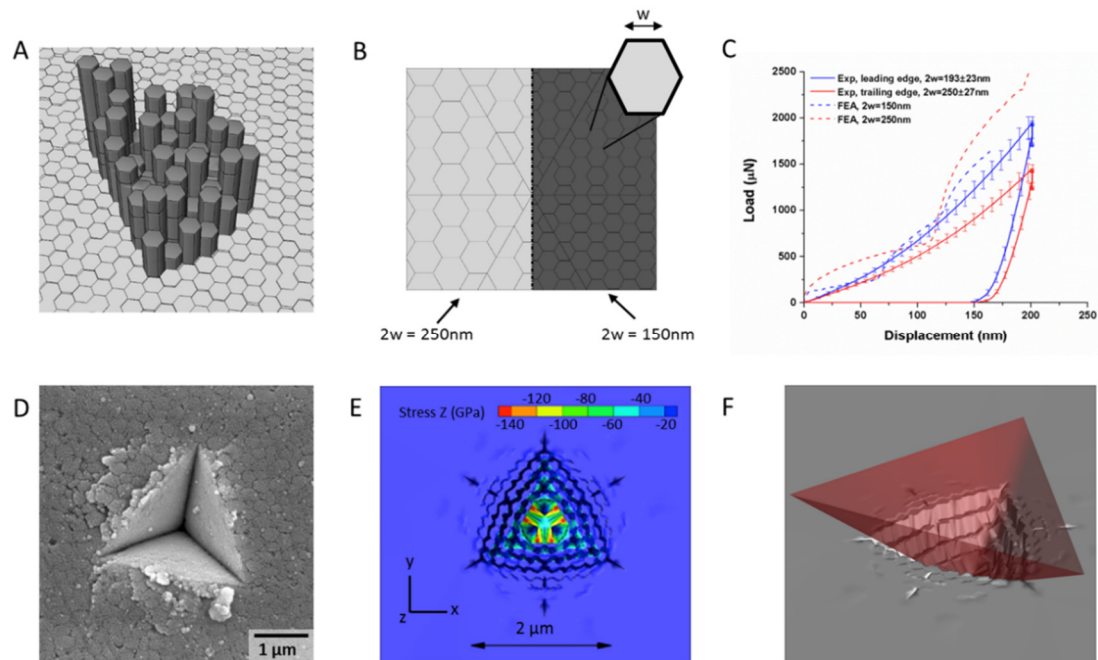 A
B
w
2w = 250nm
2w = 150nm
C
Exp, leading edge, 2w=193±23nm
Exp, trailing edge, 2w=250±27nm
FEA, 2w=150nm
FEA, 2w=250nm
2500
2000
1500
1000
500
0
0
50
100
150
200
250
Load (μN)
Displacement (nm)
D
1 μm
E
Stress Z (GPa)
-120 -80 -40
-140 -100 -60 -20
y
z
x
2 μm
F